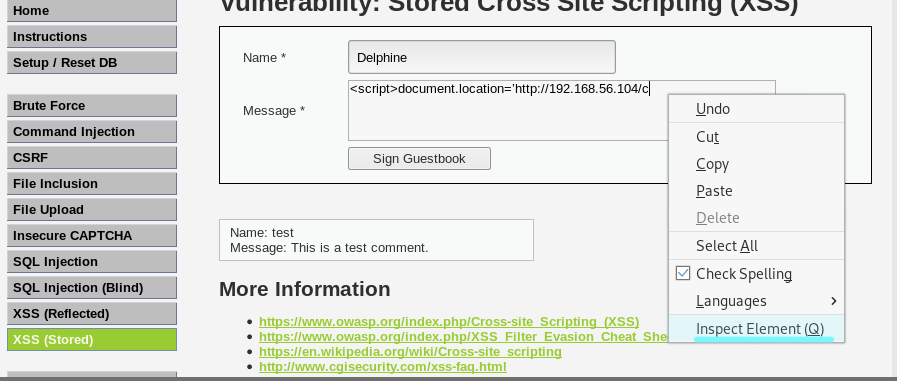 Home
Instructions
Setup / Reset DB
Brute Force
Command Injection
CSRF
File Inclusion
File Upload
Insecure CAPTCHA
SQL Injection
SQL Injection (Blind)
XSS (Reflected)
XSS (Stored)
Vulnerability: Stored Cross Site Scripting (XSS)
Name *
Delphine
Message *
<script>document.location='http://192.168.56.104/c
Sign Guestbook
Name: test
Message: This is a test comment.
More Information
https://www.owasp.org/index.php/Cross-site_Scripting_(XSS)
https://www.owasp.org/index.php/XSS_Filter_Evasion_Cheat_She
https://en.wikipedia.org/wiki/Cross-site_scripting
http://www.cgisecurity.com/xss-faq.html
Undo
Cut
Copy
Paste
Delete
Select All
Check Spelling
Languages
Inspect Element (Q)